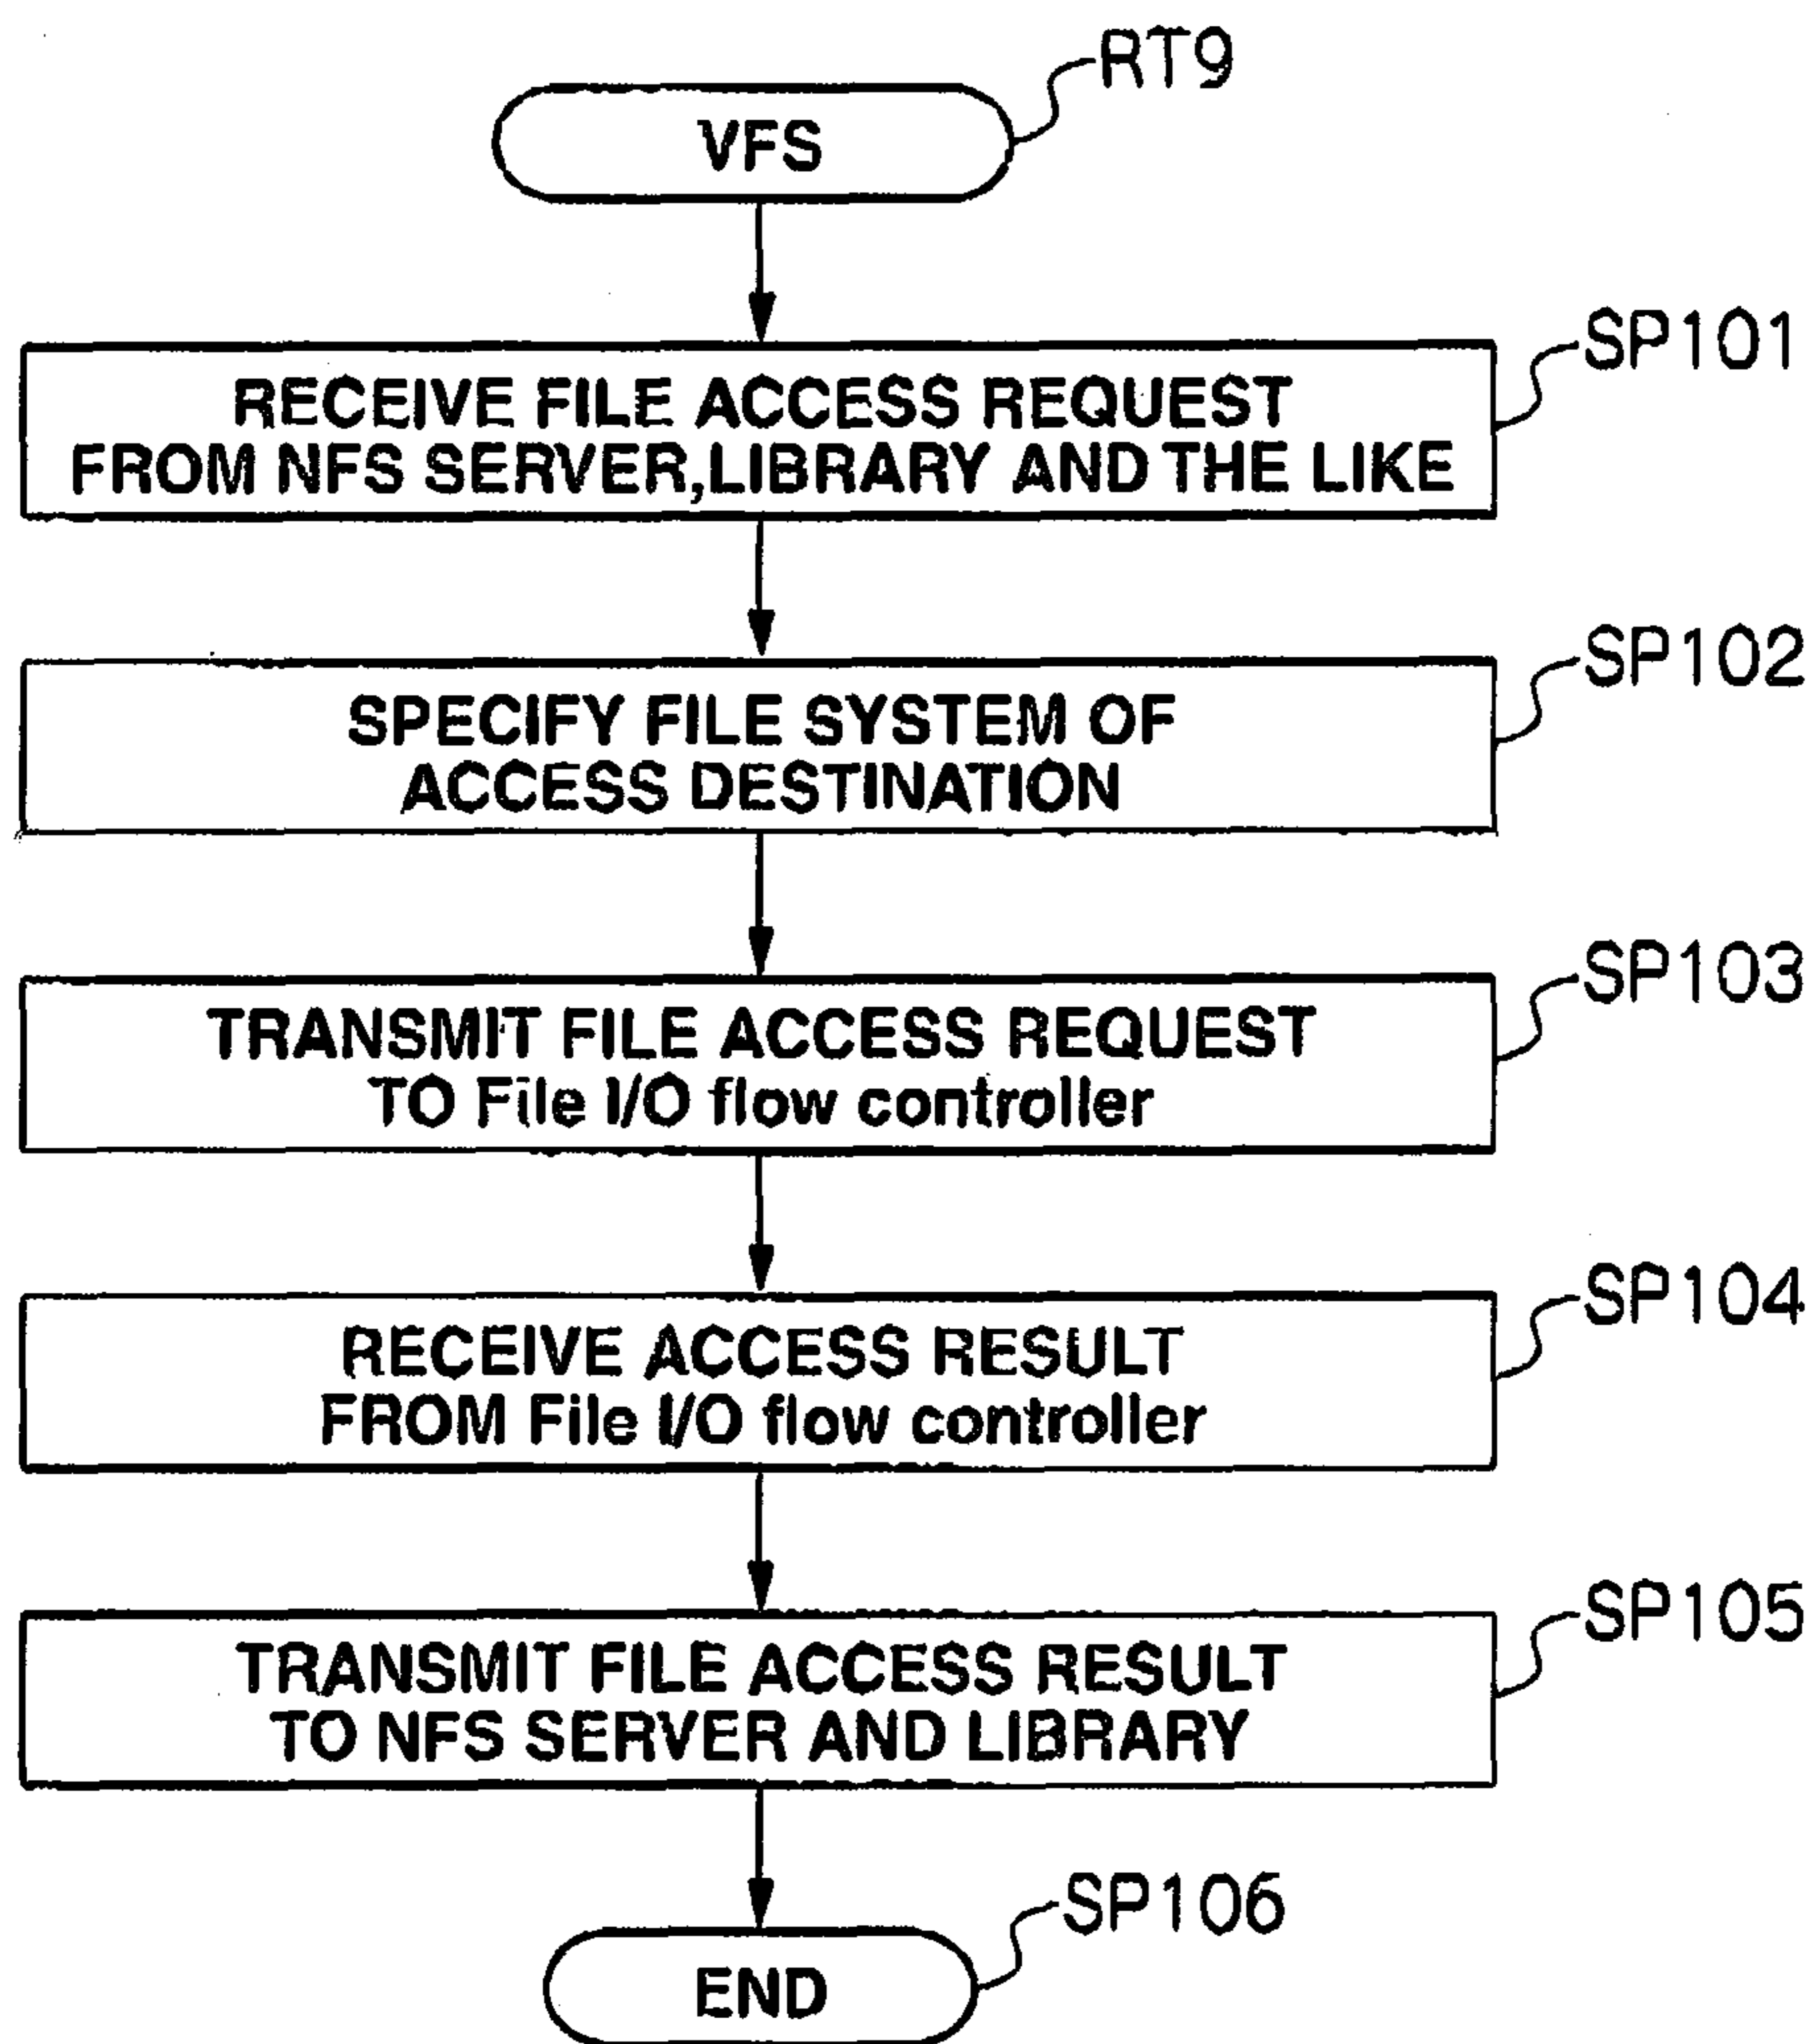 RT9
VFS
SP101
RECEIVE FILE ACCESS REQUEST
FROM NFS SERVER,LIBRARY AND THE LIKE
SP102
SPECIFY FILE SYSTEM OF
ACCESS DESTINATION
SP103
TRANSMIT FILE ACCESS REQUEST
TO File I/O flow controller
SP104
RECEIVE ACCESS RESULT
FROM File I/O flow controller
SP105
TRANSMIT FILE ACCESS RESULT
TO NFS SERVER AND LIBRARY
SP106
END